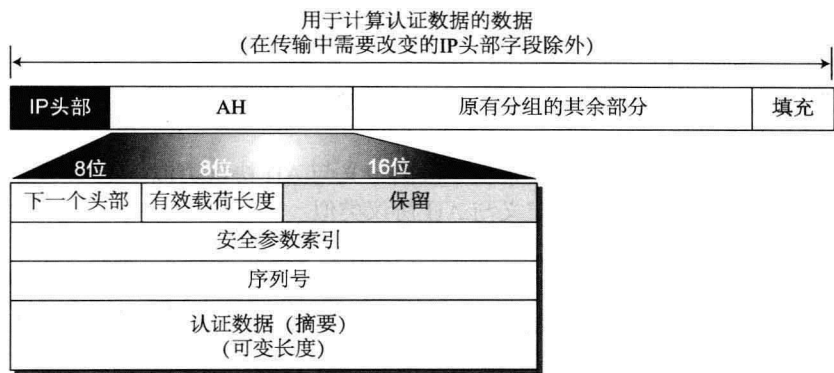 用于计算认证数据的数据
(在传输中需要改变的IP头部字段除外)
IP头部 AH 原有分组的其余部分 填充
8位 8位 16位
下一个头部 有效载荷长度 保留
安全参数索引
序列号
认证数据 (摘要)
(可变长度)